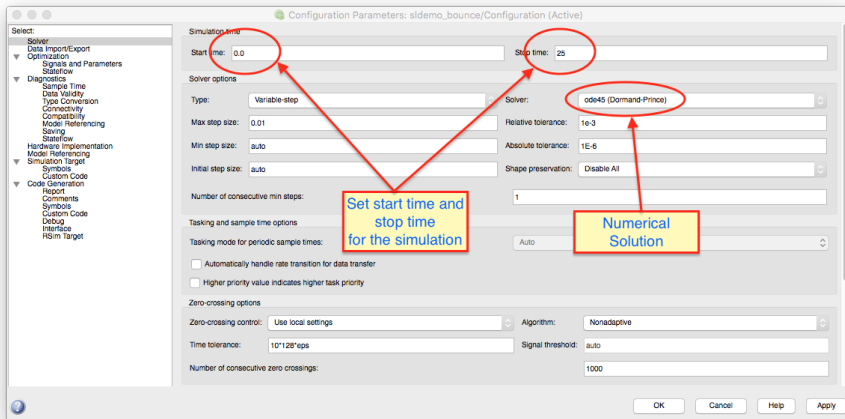 Configuration Parameters: sldemo_bounce/Configuration (Active)
Select:
Solver
Data Import/Export
Optimization
Signals and Parameters
Stateflow
Diagnostics
Sample Time
Data Validity
Type Conversion
Connectivity
Compatibility
Model Referencing
Saving
Stateflow
Hardware Implementation
Model Referencing
Simulation Target
Symbols
Custom Code
Code Generation
Report
Comments
Symbols
Custom Code
Debug
Interface
RSim Target
Simulation time
Start time: 0.0 Stop time: 25
Solver options
Type: Variable-step Solver: ode45 (Dormand-Prince)
Max step size: 0.01 Relative tolerance: 1e-3
Min step size: auto Absolute tolerance: 1E-6
Initial step size: auto Shape preservation: Disable All
Number of consecutive min steps: 1
Set start time and
stop time
for the simulation
Numerical
Solution
Tasking and sample time options
Tasking mode for periodic sample times: Auto
Automatically handle rate transition for data transfer
Higher priority value indicates higher task priority
Zero-crossing options
Zero-crossing control: Use local settings Algorithm: Nonadaptive
Time tolerance: 10*128*eps Signal threshold: auto
Number of consecutive zero crossings: 1000
OK Cancel Help Apply